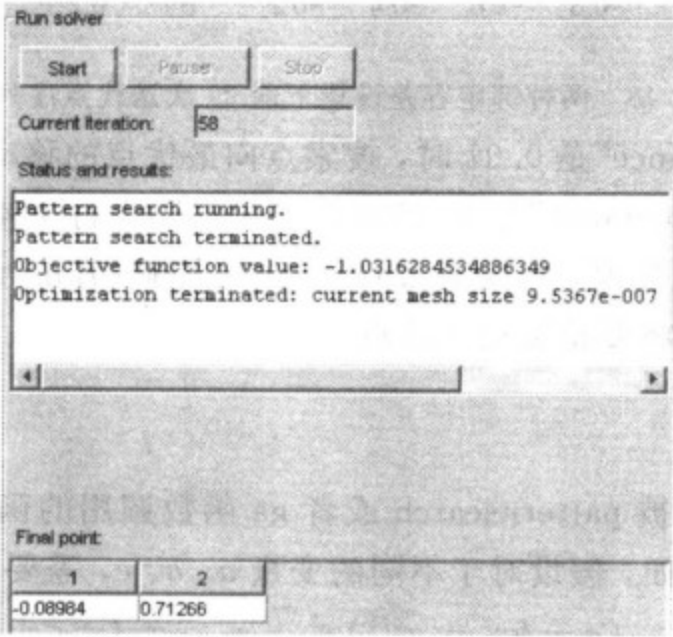 Run solver
Start Pause Stop
Current iteration: 58
Status and results:
Pattern search running.
Pattern search terminated.
Objective function value: -1.0316284534886349
Optimization terminated: current mesh size 9.5367e-007
Final point:
1 2
-0.08984 0.71266